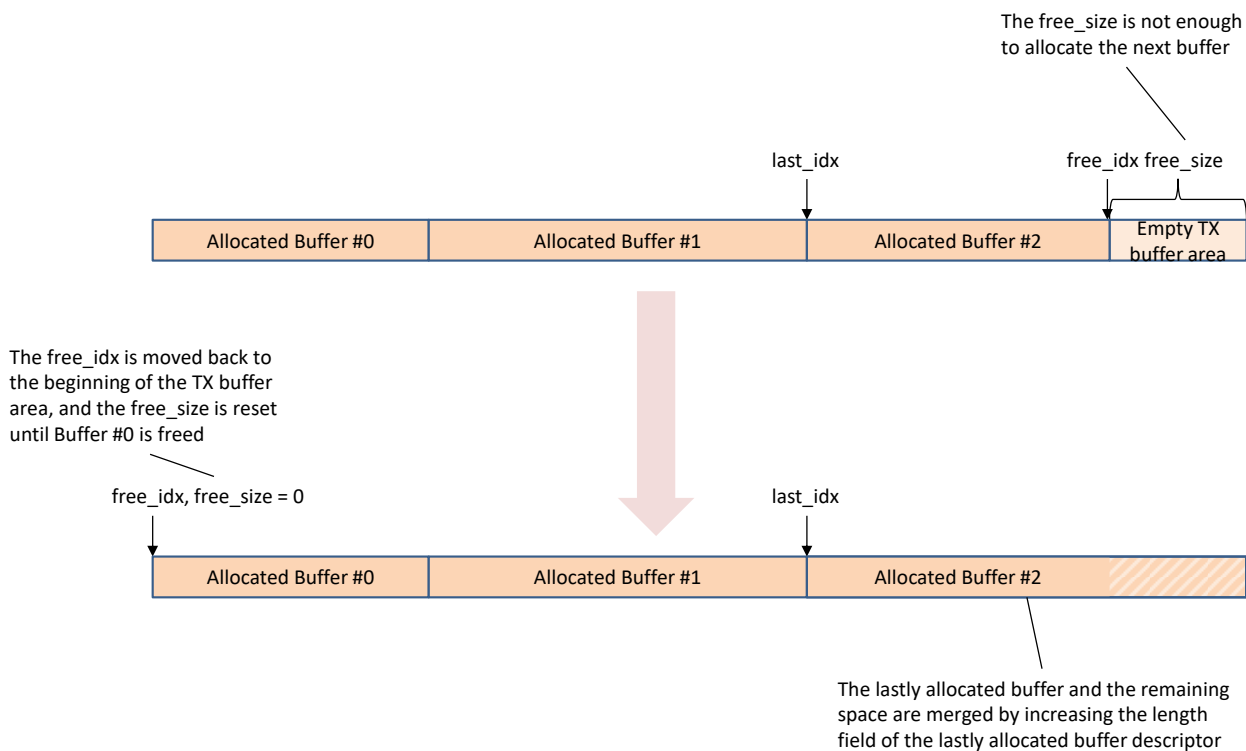 The free_size is not enough
to allocate the next buffer
last_idx
free_idx free_size
Allocated Buffer #0
Allocated Buffer #1
Allocated Buffer #2
Empty TX
buffer area
The free_idx is moved back to
the beginning of the TX buffer
area, and the free_size is reset
until Buffer #0 is freed
free_idx, free_size = 0
last_idx
Allocated Buffer #0
Allocated Buffer #1
Allocated Buffer #2
The lastly allocated buffer and the remaining
space are merged by increasing the length
field of the lastly allocated buffer descriptor